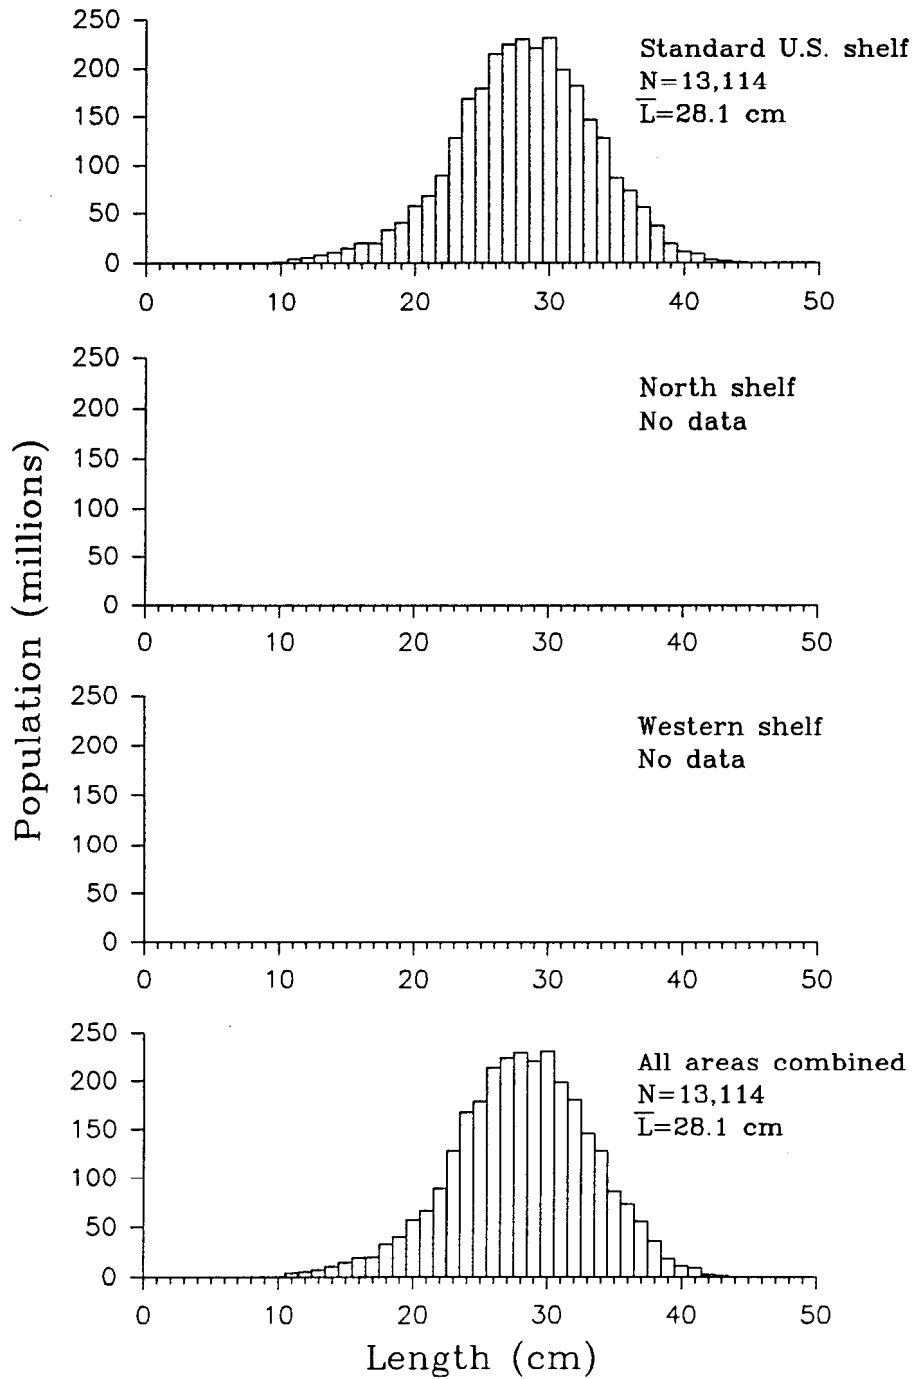 Population (millions)
250
200
150
100
50
0
0 10 20 30 40 50
Standard U.S. shelf
N=13,114
L̅=28.1 cm
250
200
150
100
50
0
0 10 20 30 40 50
North shelf
No data
250
200
150
100
50
0
0 10 20 30 40 50
Western shelf
No data
250
200
150
100
50
0
0 10 20 30 40 50
All areas combined
N=13,114
L̅=28.1 cm
Length (cm)